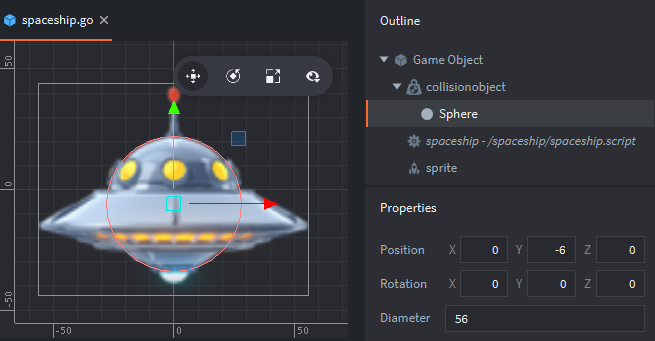 spaceship.go ×
Outline
50
Game Object
collisionobject
Sphere
spaceship - /spaceship/spaceship.script
sprite
0
Properties
Position X 0 Y -6 Z 0
Rotation X 0 Y 0 Z 0
-50
Diameter 56
-50 0 50